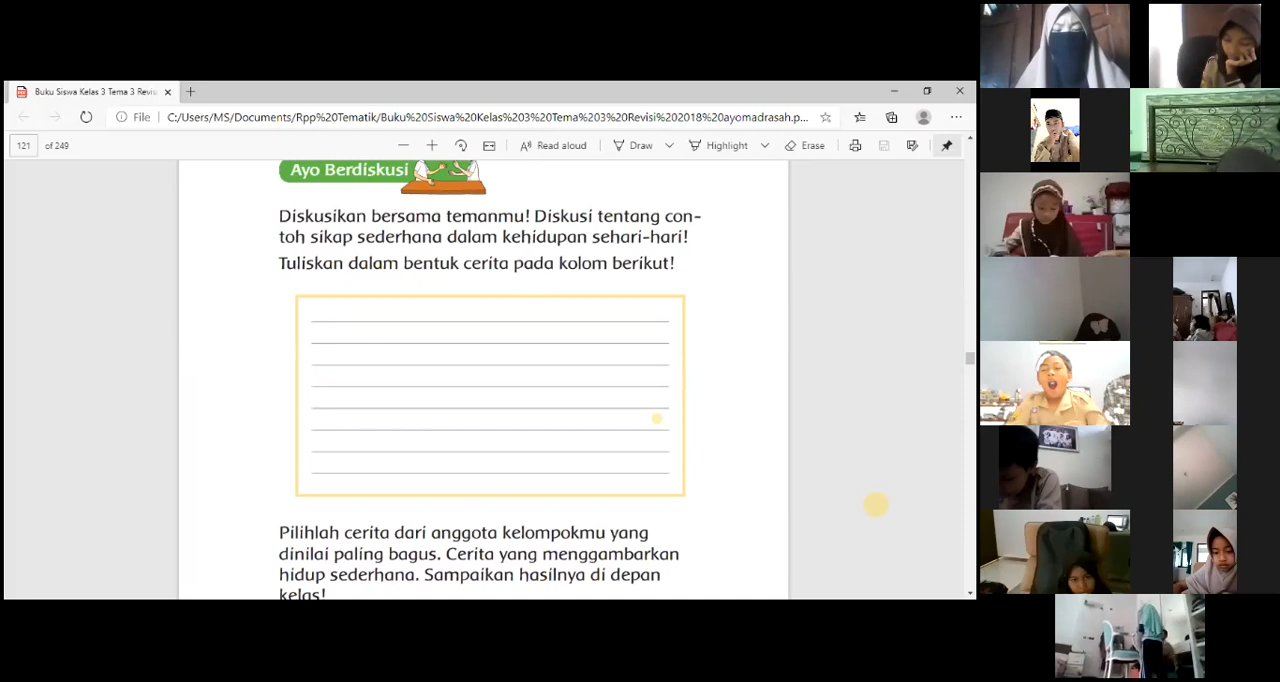 Buku Siswa Kelas 3 Tema 3 Revis
File
C:/Users/MS/Documents/Rpp%20Tematik/Buku%20Siswa%20Kelas%203%20Tema%203%20Revisi%202018%20ayomadrasah.p...
121 of 249
Read aloud
Draw
Highlight
Erase
Ayo Berdiskusi
Diskusikan bersama temanmu! Diskusi tentang con-
toh sikap sederhana dalam kehidupan sehari-hari!
Tuliskan dalam bentuk cerita pada kolom berikut!
Pilihlah cerita dari anggota kelompokmu yang
dinilai paling bagus. Cerita yang menggambarkan
hidup sederhana. Sampaikan hasilnya di depan
kelas!